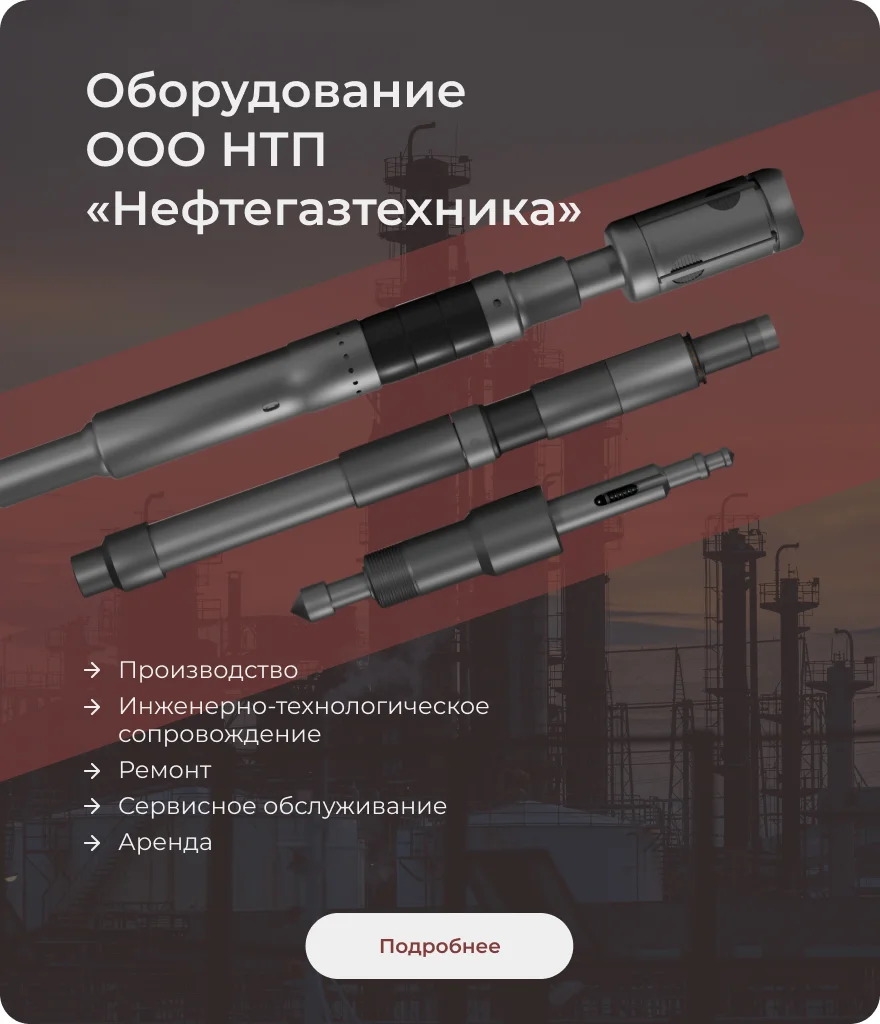 Оборудование
ООО НТП
«Нефтегазтехника»
→ Производство
→ Инженерно-технологическое
сопровождение
→ Ремонт
→ Сервисное обслуживание
→ Аренда
Подробнее